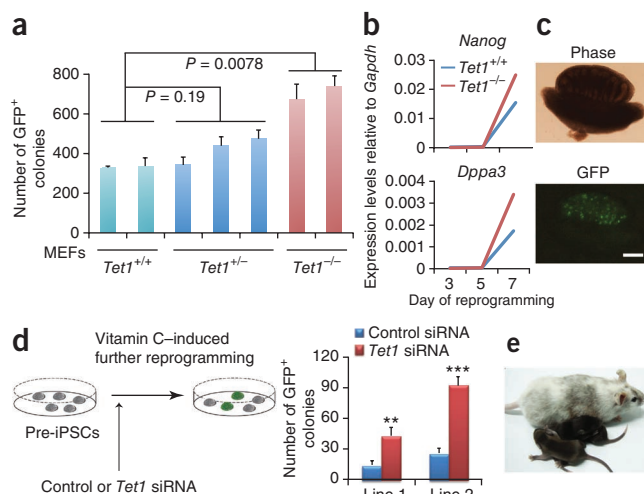 a
Number of GFP+
colonies
800
600
400
200
0
P = 0.0078
P = 0.19
MEFs
Tet1+/+
Tet1+/–
Tet1–/–
b
Expression levels relative to Gapdh
Nanog
Tet1+/+
Tet1–/–
0.03
0.02
0.01
0
Dppa3
0.004
0.003
0.002
0.001
0
3 5 7
Day of reprogramming
c
Phase
GFP
d
Vitamin C–induced
further reprogramming
Pre-iPSCs
Control or Tet1 siRNA
Control siRNA
Tet1 siRNA
Number of GFP+
colonies
120
90
60
30
0
**
***
Line 1
Line 2
e